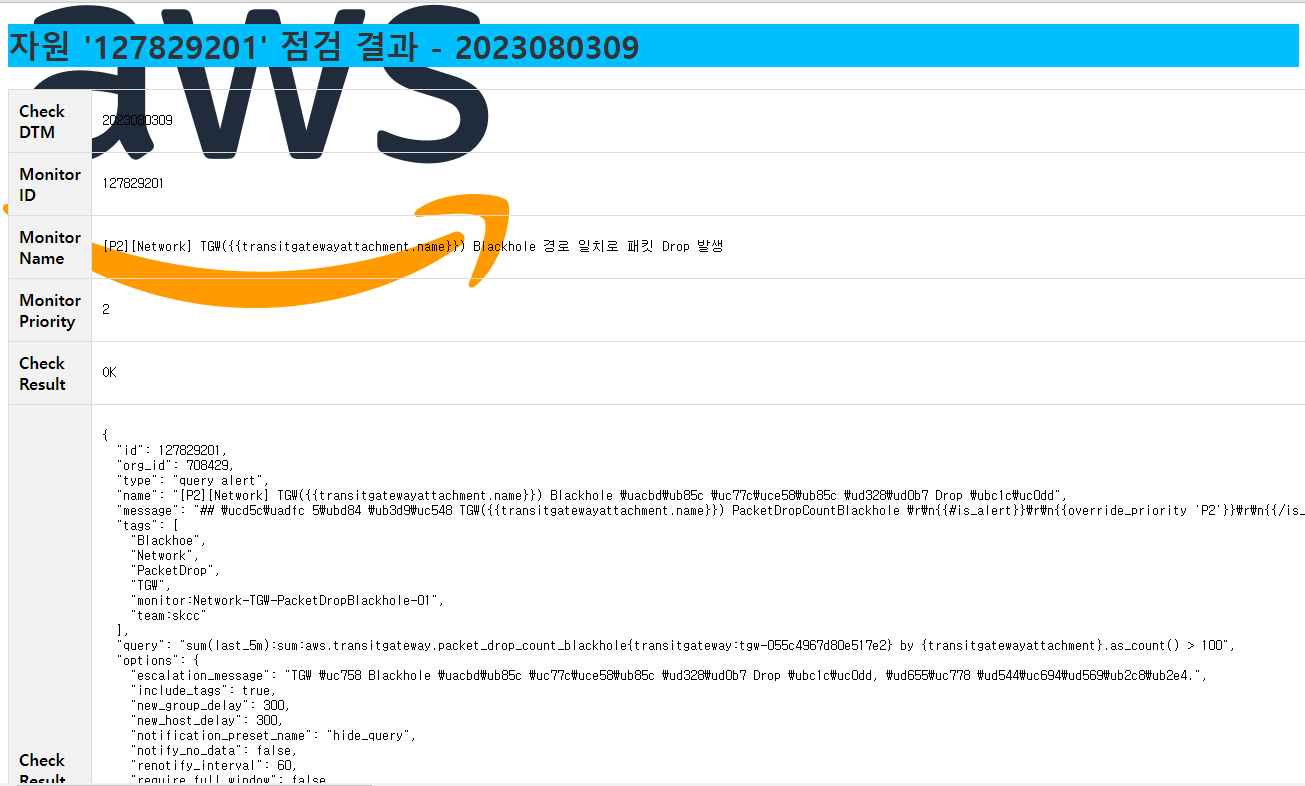 aws
자원 '127829201' 점검 결과 - 2023080309
Check
DTM
2023080309
Monitor
ID
127829201
Monitor
Name
[P2][Network] TGW({{transitgatewayattachment.name}}) Blackhole 경로 일치로 패킷 Drop 발생
Monitor
Priority
2
Check
Result
OK
Check
Result
{
"id": 127829201,
"org_id": 708429,
"type": "query alert",
"name": "[P2][Network] TGW({{transitgatewayattachment.name}}) Blackhole ₩uacbd₩ub85c ₩uc77c₩uce58₩ub85c ₩ud328₩ud0b7 Drop ₩ubc1c₩uc0dd",
"message": "## ₩ucd5c₩uadfc 5₩ubd84 ₩ub3d9₩uc548 TGW({{transitgatewayattachment.name}}) PacketDropCountBlackhole ₩r₩n{{#is_alert}}₩r₩n{{override_priority 'P2'}}₩r₩n{{/is_
"tags": [
"Blackhoe",
"Network",
"PacketDrop",
"TGW",
"monitor:Network-TGW-PacketDropBlackhole-01",
"team:skcc"
],
"query": "sum(last_5m):sum:aws.transitgateway.packet_drop_count_blackhole{transitgateway:tgw-055c4967d80e517e2} by {transitgatewayattachment}.as_count() > 100",
"options": {
"escalation_message": "TGW ₩uc758 Blackhole ₩uacbd₩ub85c ₩uc77c₩uce58₩ub85c ₩ud328₩ud0b7 Drop ₩ubc1c₩uc0dd, ₩ud655₩uc778 ₩ud544₩uc694₩ud569₩ub2c8₩ub2e4.",
"include_tags": true,
"new_group_delay": 300,
"new_host_delay": 300,
"notification_preset_name": "hide_query",
"notify_no_data": false,
"renotify_interval": 60,
"require_full_window": false,